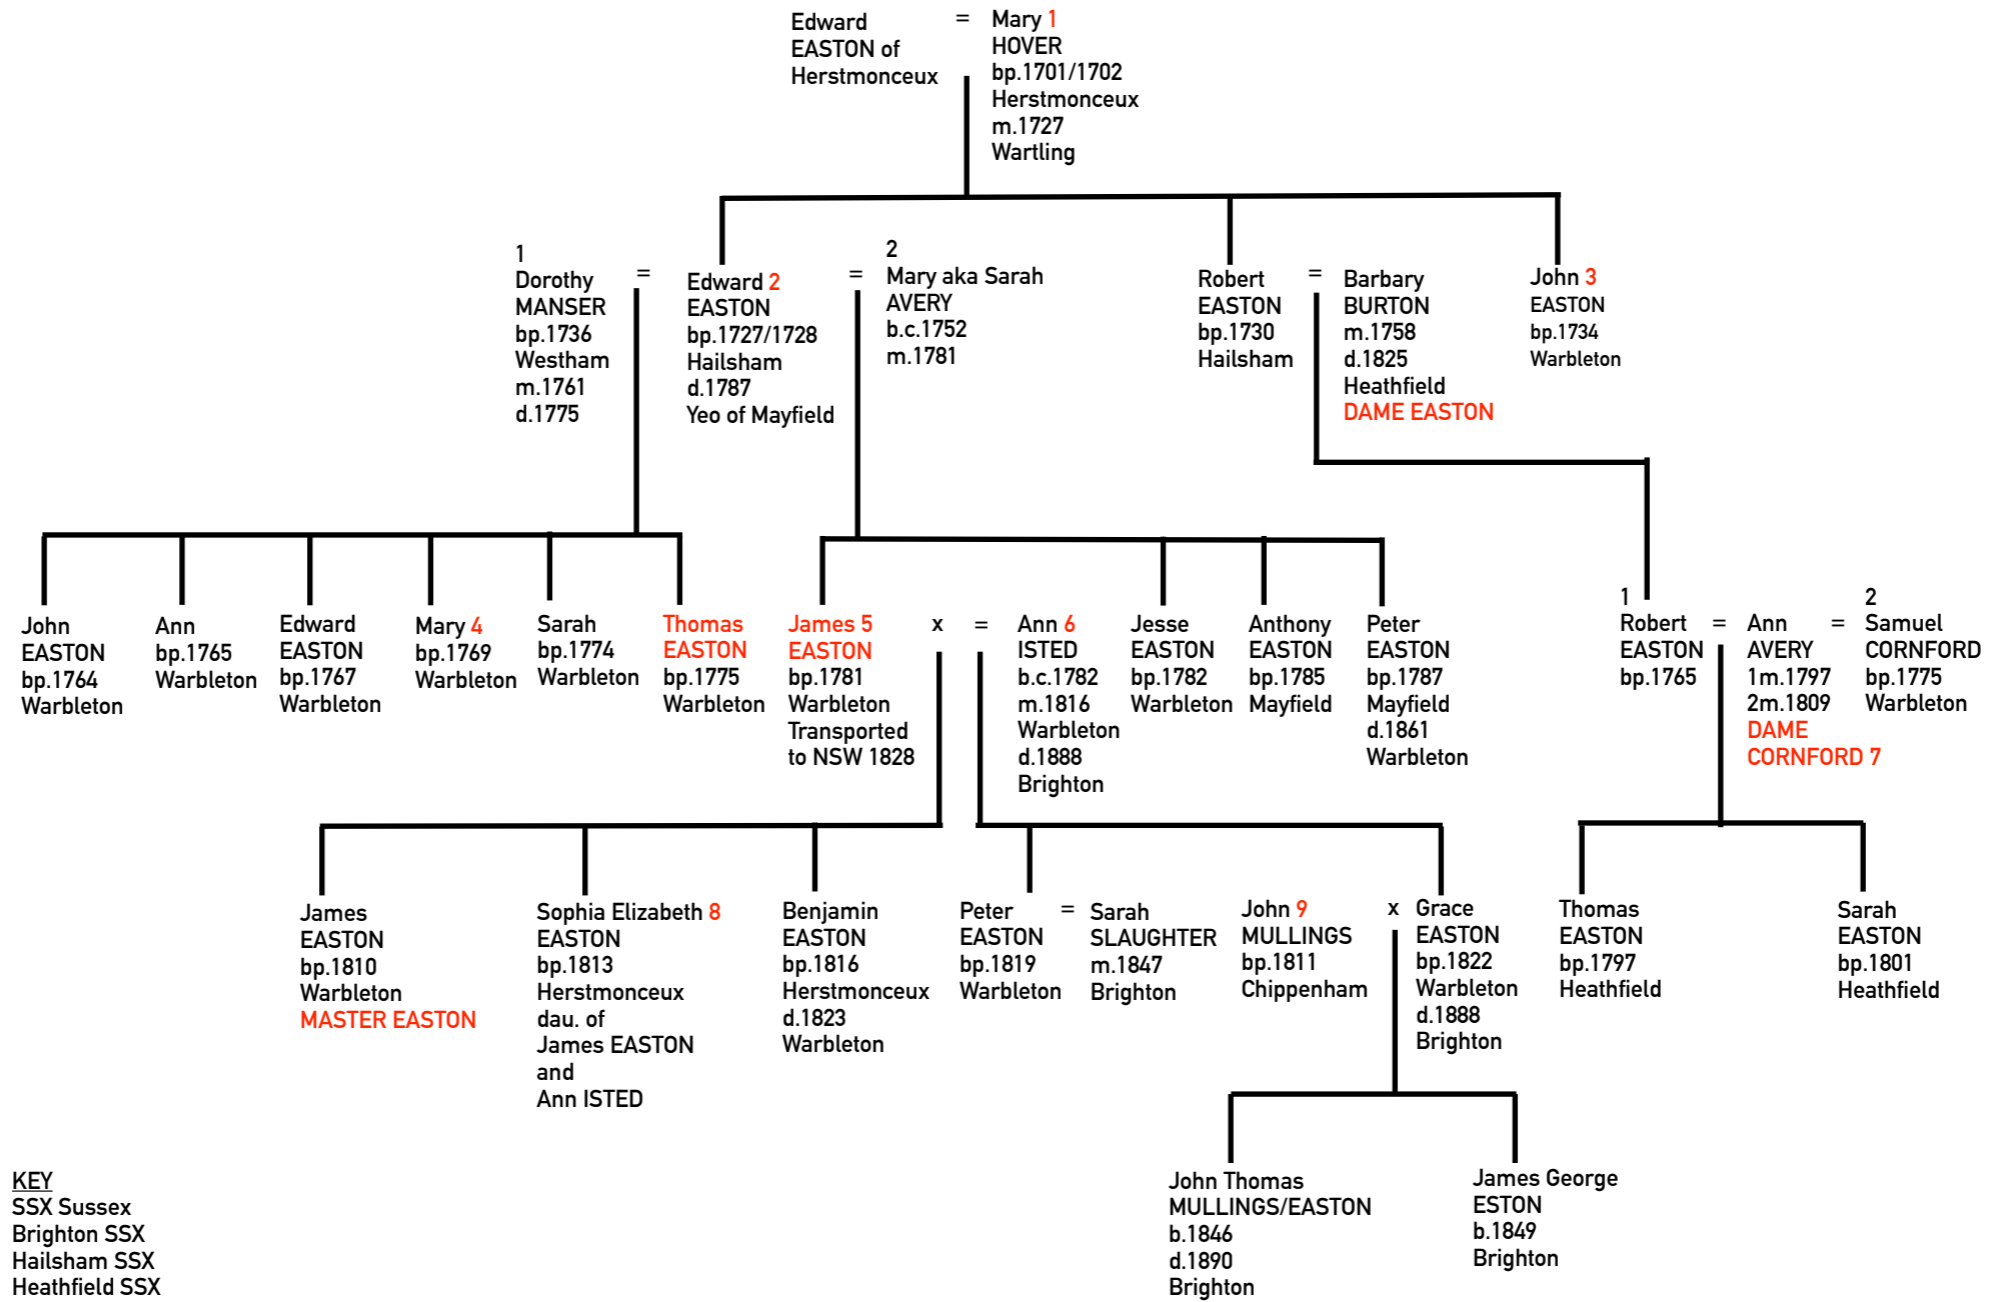 Edward
EASTON of
Herstmonceux
=
Mary 1
HOVER
bp.1701/1702
Herstmonceux
m.1727
Wartling
1
Dorothy
MANSER
bp.1736
Westham
m.1761
d.1775
=
Edward 2
EASTON
bp.1727/1728
Hailsham
d.1787
Yeo of Mayfield
=
2
Mary aka Sarah
AVERY
b.c.1752
m.1781
Robert
EASTON
bp.1730
Hailsham
=
Barbary
BURTON
m.1758
d.1825
Heathfield
DAME EASTON
John 3
EASTON
bp.1734
Warbleton
John
EASTON
bp.1764
Warbleton
Ann
bp.1765
Warbleton
Edward
EASTON
bp.1767
Warbleton
Mary 4
bp.1769
Warbleton
Sarah
bp.1774
Warbleton
Thomas
EASTON
bp.1775
Warbleton
James 5
EASTON
bp.1781
Warbleton
Transported
to NSW 1828
x
=
Ann 6
ISTED
b.c.1782
m.1816
Warbleton
d.1888
Brighton
Jesse
EASTON
bp.1782
Warbleton
Anthony
EASTON
bp.1785
Mayfield
Peter
EASTON
bp.1787
Mayfield
d.1861
Warbleton
1
Robert
EASTON
bp.1765
=
Ann
AVERY
1m.1797
2m.1809
DAME
CORNFORD 7
=
2
Samuel
CORNFORD
bp.1775
Warbleton
James
EASTON
bp.1810
Warbleton
MASTER EASTON
Sophia Elizabeth 8
EASTON
bp.1813
Herstmonceux
dau. of
James EASTON
and
Ann ISTED
Benjamin
EASTON
bp.1816
Herstmonceux
d.1823
Warbleton
Peter
EASTON
bp.1819
Warbleton
=
Sarah
SLAUGHTER
m.1847
Brighton
John 9
MULLINGS
bp.1811
Chippenham
x
Grace
EASTON
bp.1822
Warbleton
d.1888
Brighton
Thomas
EASTON
bp.1797
Heathfield
Sarah
EASTON
bp.1801
Heathfield
John Thomas
MULLINGS/EASTON
b.1846
d.1890
Brighton
James George
ESTON
b.1849
Brighton
KEY
SSX Sussex
Brighton SSX
Hailsham SSX
Heathfield SSX